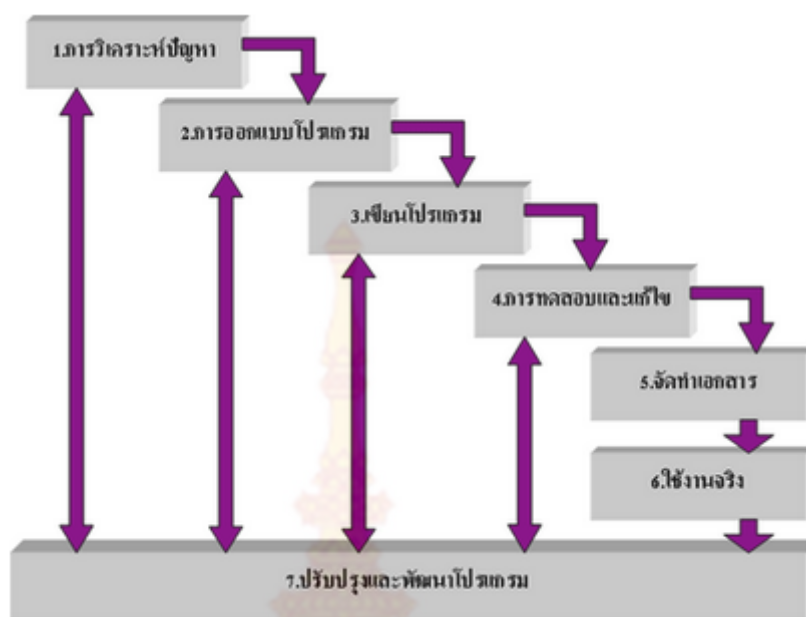 1.การวิเคราะห์ปัญหา
2.การออกแบบโปรแกรม
3.เขียนโปรแกรม
4.การทดสอบและแก้ไข
5.จัดทำเอกสาร
6.ใช้งานจริง
7.ปรับปรุงและพัฒนาโปรแกรม